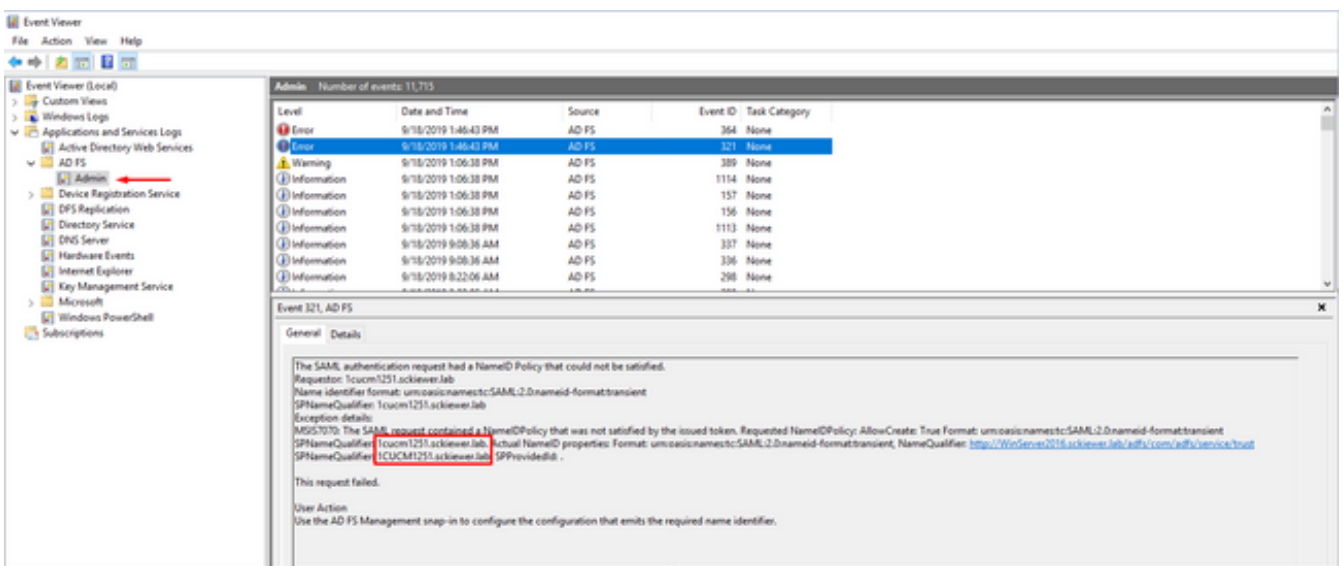 Event Viewer
File Action View Help
Event Viewer (Local)
Custom Views
Windows Logs
Applications and Services Logs
Active Directory Web Services
AD FS
Admin
Device Registration Service
DFS Replication
Directory Service
DNS Server
Hardware Events
Internet Explorer
Key Management Service
Microsoft
Windows PowerShell
Subscriptions
Admin Number of events: 11,715
Level Date and Time Source Event ID Task Category
Error 9/18/2019 1:46:43 PM AD FS 364 None
Error 9/18/2019 1:46:43 PM AD FS 321 None
Warning 9/18/2019 1:06:38 PM AD FS 389 None
Information 9/18/2019 1:06:38 PM AD FS 1114 None
Information 9/18/2019 1:06:38 PM AD FS 157 None
Information 9/18/2019 1:06:38 PM AD FS 156 None
Information 9/18/2019 1:06:38 PM AD FS 1113 None
Information 9/18/2019 9:08:36 AM AD FS 337 None
Information 9/18/2019 9:08:36 AM AD FS 336 None
Information 9/18/2019 8:22:06 AM AD FS 298 None
Event 321, AD FS
General Details
The SAML authentication request had a NameID Policy that could not be satisfied.
Requestor: 1cucm1251.sckiewer.lab
Name identifier format: urn:oasis:names:tc:SAML:2.0:nameid-format:transient
SPNameQualifier: 1cucm1251.sckiewer.lab
Exception details:
MSIS7070: The SAML request contained a NameIDPolicy that was not satisfied by the issued token. Requested NameIDPolicy: AllowCreate: True Format: urn:oasis:names:tc:SAML:2.0:nameid-format:transient
SPNameQualifier: 1cucm1251.sckiewer.lab. Actual NameID properties: Format: urn:oasis:names:tc:SAML:2.0:nameid-format:transient, NameQualifier: http://WinServer2016.sckiewer.lab/adfs/com/adfs/service/trust
SPNameQualifier: 1CUCM1251.sckiewer.lab, SPProvidedId: .
This request failed.
User Action
Use the AD FS Management snap-in to configure the configuration that emits the required name identifier.